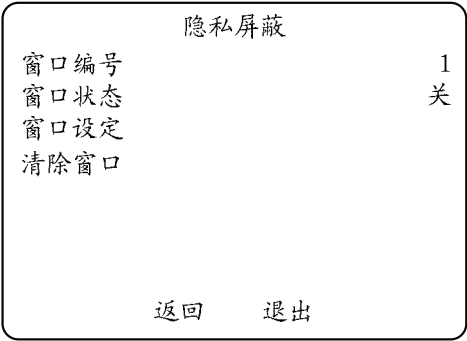 隐私屏蔽
窗口编号 1
窗口状态 关
窗口设定
清除窗口
返回 退出